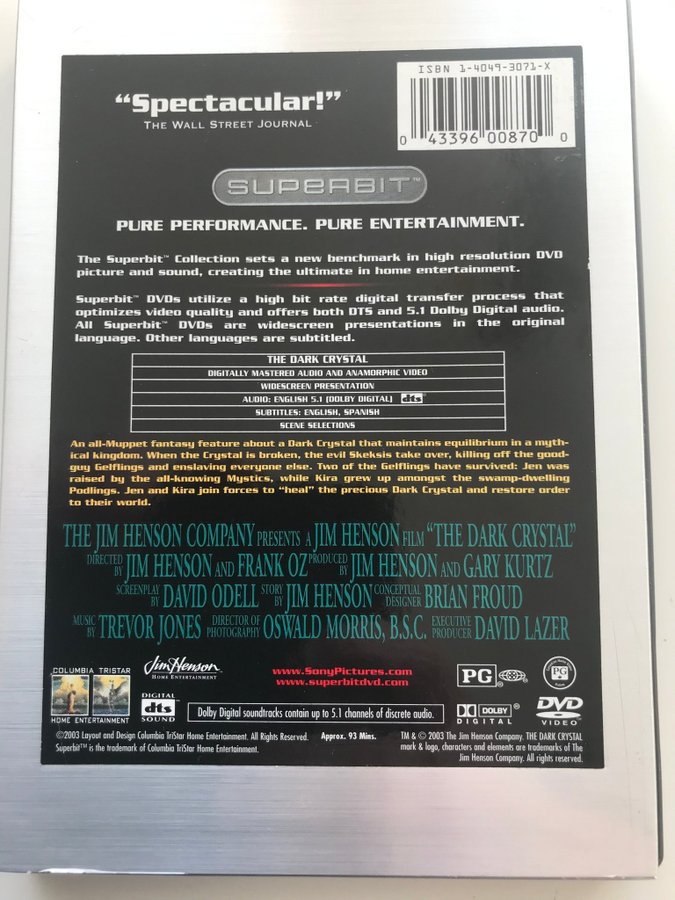 ISBN 1-4049-3071-X
0 43396 00870 0
“Spectacular!”
THE WALL STREET JOURNAL
SUPERBIT™
PURE PERFORMANCE. PURE ENTERTAINMENT.
The Superbit™ Collection sets a new benchmark in high resolution DVD
picture and sound, creating the ultimate in home entertainment.
Superbit™ DVDs utilize a high bit rate digital transfer process that
optimizes video quality and offers both DTS and 5.1 Dolby Digital audio.
All Superbit™ DVDs are widescreen presentations in the original
language. Other languages are subtitled.
THE DARK CRYSTAL
DIGITALLY MASTERED AUDIO AND ANAMORPHIC VIDEO
WIDESCREEN PRESENTATION
AUDIO: ENGLISH 5.1 (DOLBY DIGITAL) dts
SUBTITLES: ENGLISH, SPANISH
SCENE SELECTIONS
An all-Muppet fantasy feature about a Dark Crystal that maintains equilibrium in a myth-
ical kingdom. When the Crystal is broken, the evil Skeksis take over, killing off the good-
guy Gelflings and enslaving everyone else. Two of the Gelflings have survived: Jen was
raised by the all-knowing Mystics, while Kira grew up amongst the swamp-dwelling
Podlings. Jen and Kira join forces to “heal” the precious Dark Crystal and restore order
to their world.
THE JIM HENSON COMPANY PRESENTS A JIM HENSON FILM “THE DARK CRYSTAL”
DIRECTED BY JIM HENSON AND FRANK OZ PRODUCED BY JIM HENSON AND GARY KURTZ
SCREENPLAY BY DAVID ODELL STORY BY JIM HENSON CONCEPTUAL DESIGNER BRIAN FROUD
MUSIC BY TREVOR JONES DIRECTOR OF PHOTOGRAPHY OSWALD MORRIS, B.S.C. EXECUTIVE PRODUCER DAVID LAZER
COLUMBIA TRISTAR
HOME ENTERTAINMENT
Jim Henson
HOME ENTERTAINMENT
www.SonyPictures.com
www.superbitdvd.com
PG
DIGITAL
dts
SOUND
Dolby Digital soundtracks contain up to 5.1 channels of discrete audio.
DOLBY
DIGITAL
DVD
VIDEO
©2003 Layout and Design Columbia TriStar Home Entertainment. All Rights Reserved. Approx. 93 Mins.
Superbit™ is the trademark of Columbia TriStar Home Entertainment.
TM & © 2003 The Jim Henson Company. THE DARK CRYSTAL
mark & logo, characters and elements are trademarks of The
Jim Henson Company. All rights reserved.